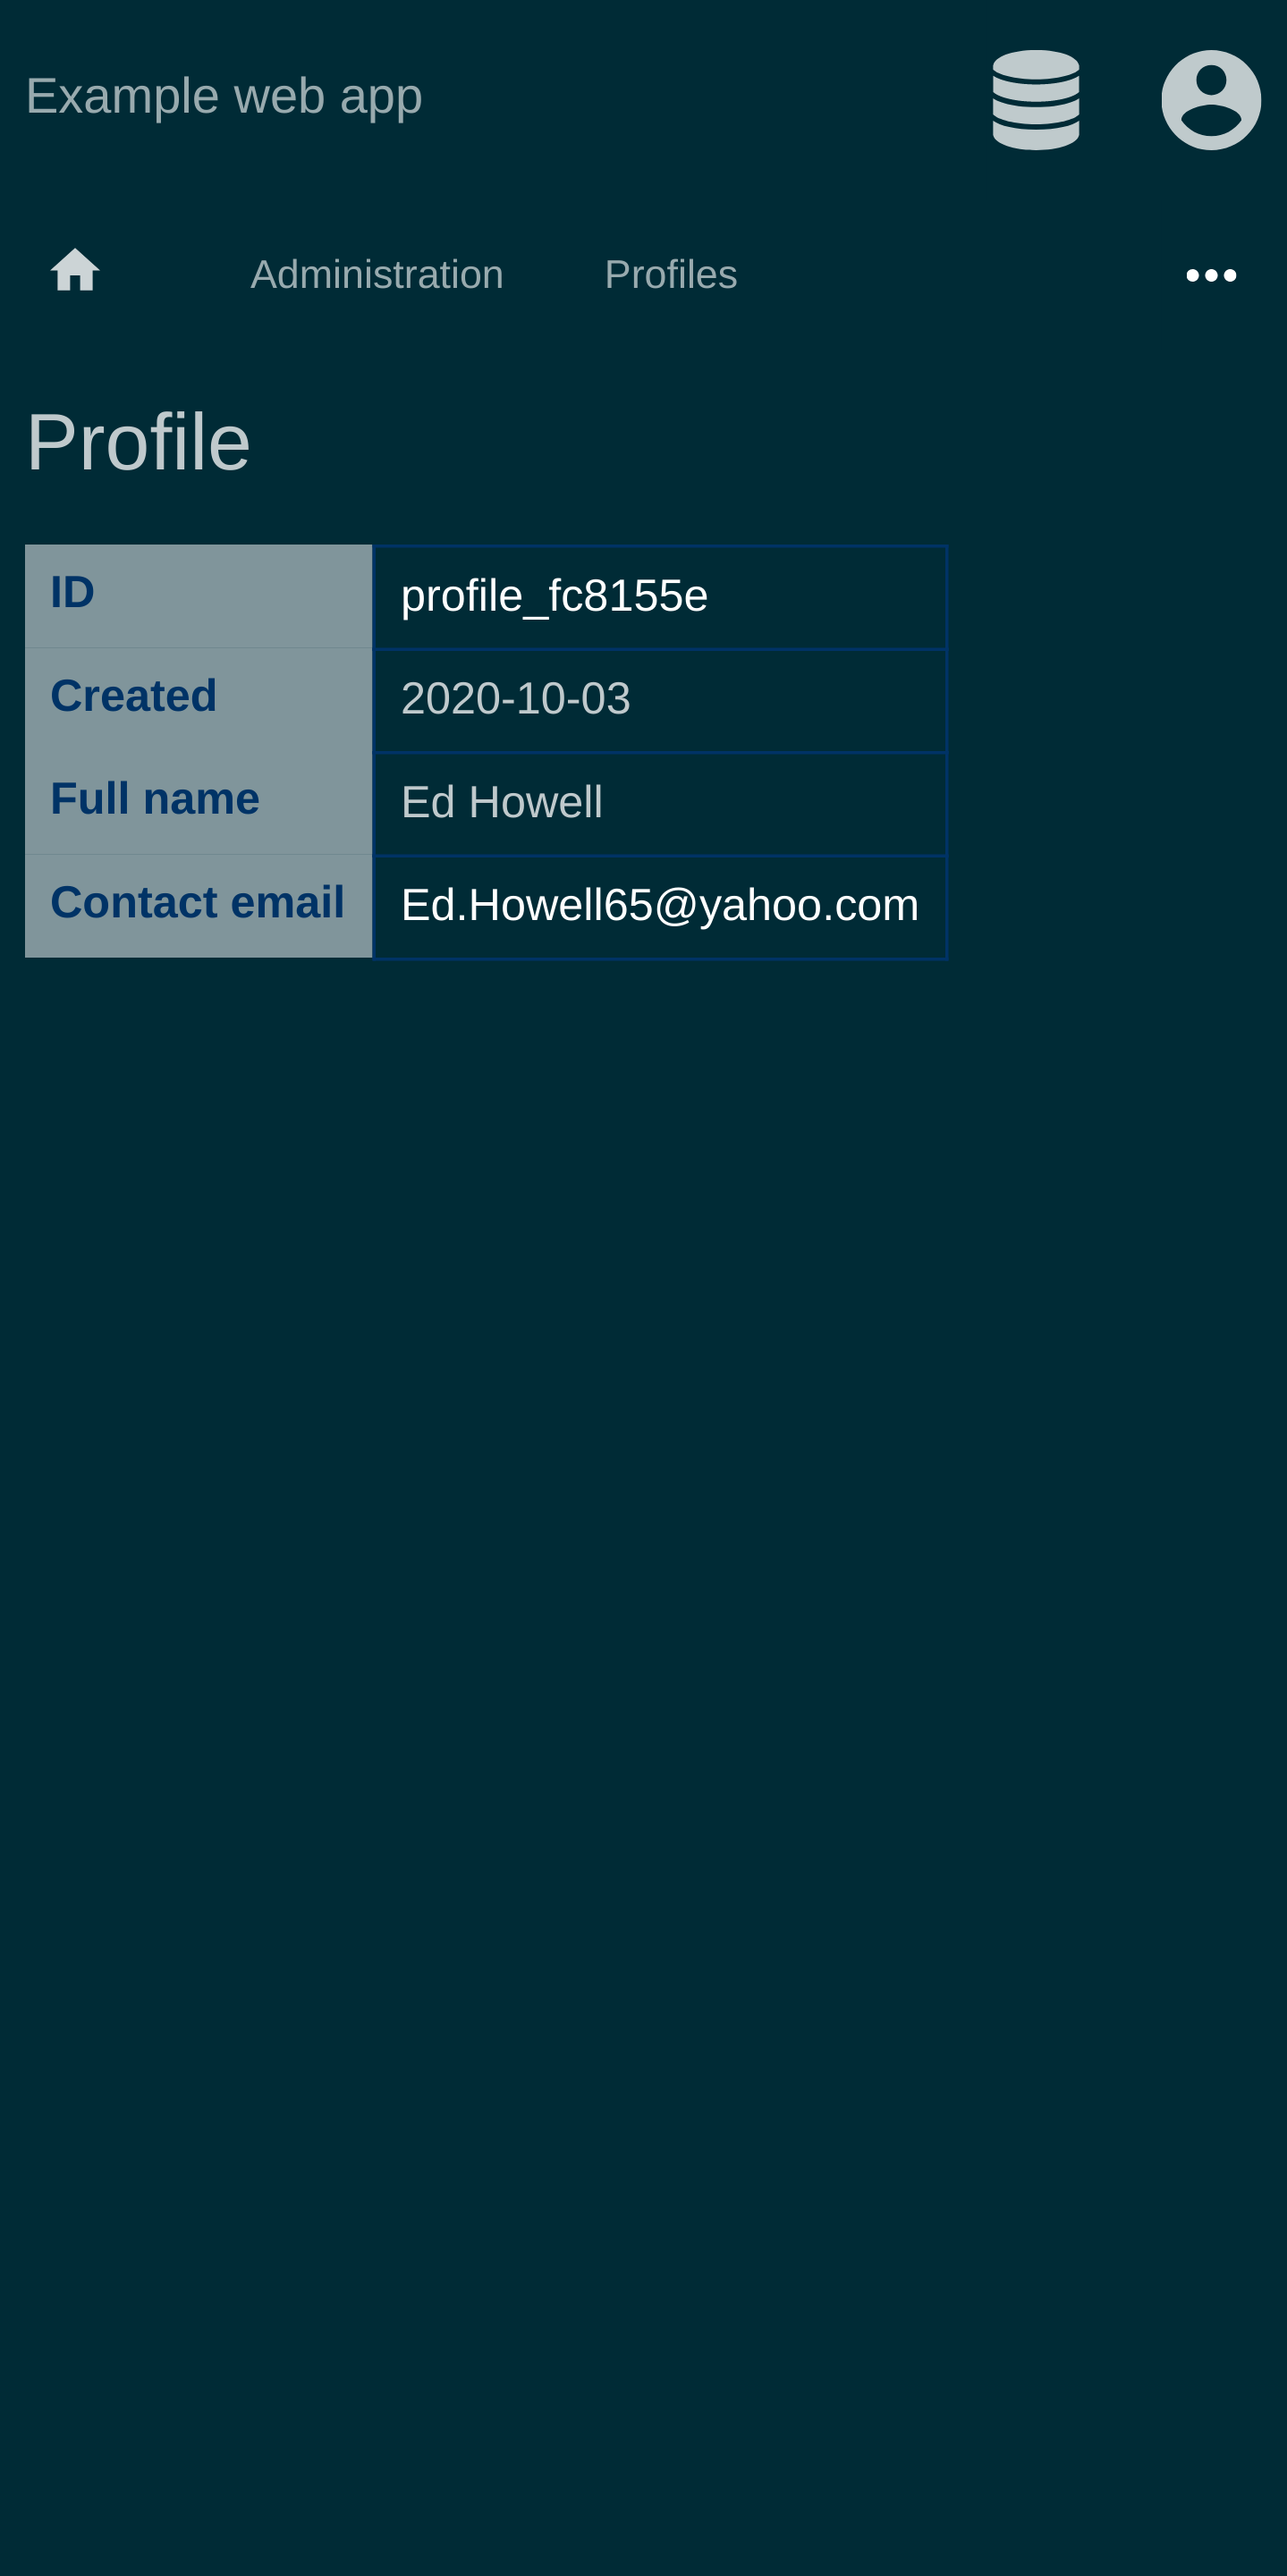 Example web app
Administration Profiles
Profile
ID profile_fc8155e
Created 2020-10-03
Full name Ed Howell
Contact email Ed.Howell65@yahoo.com